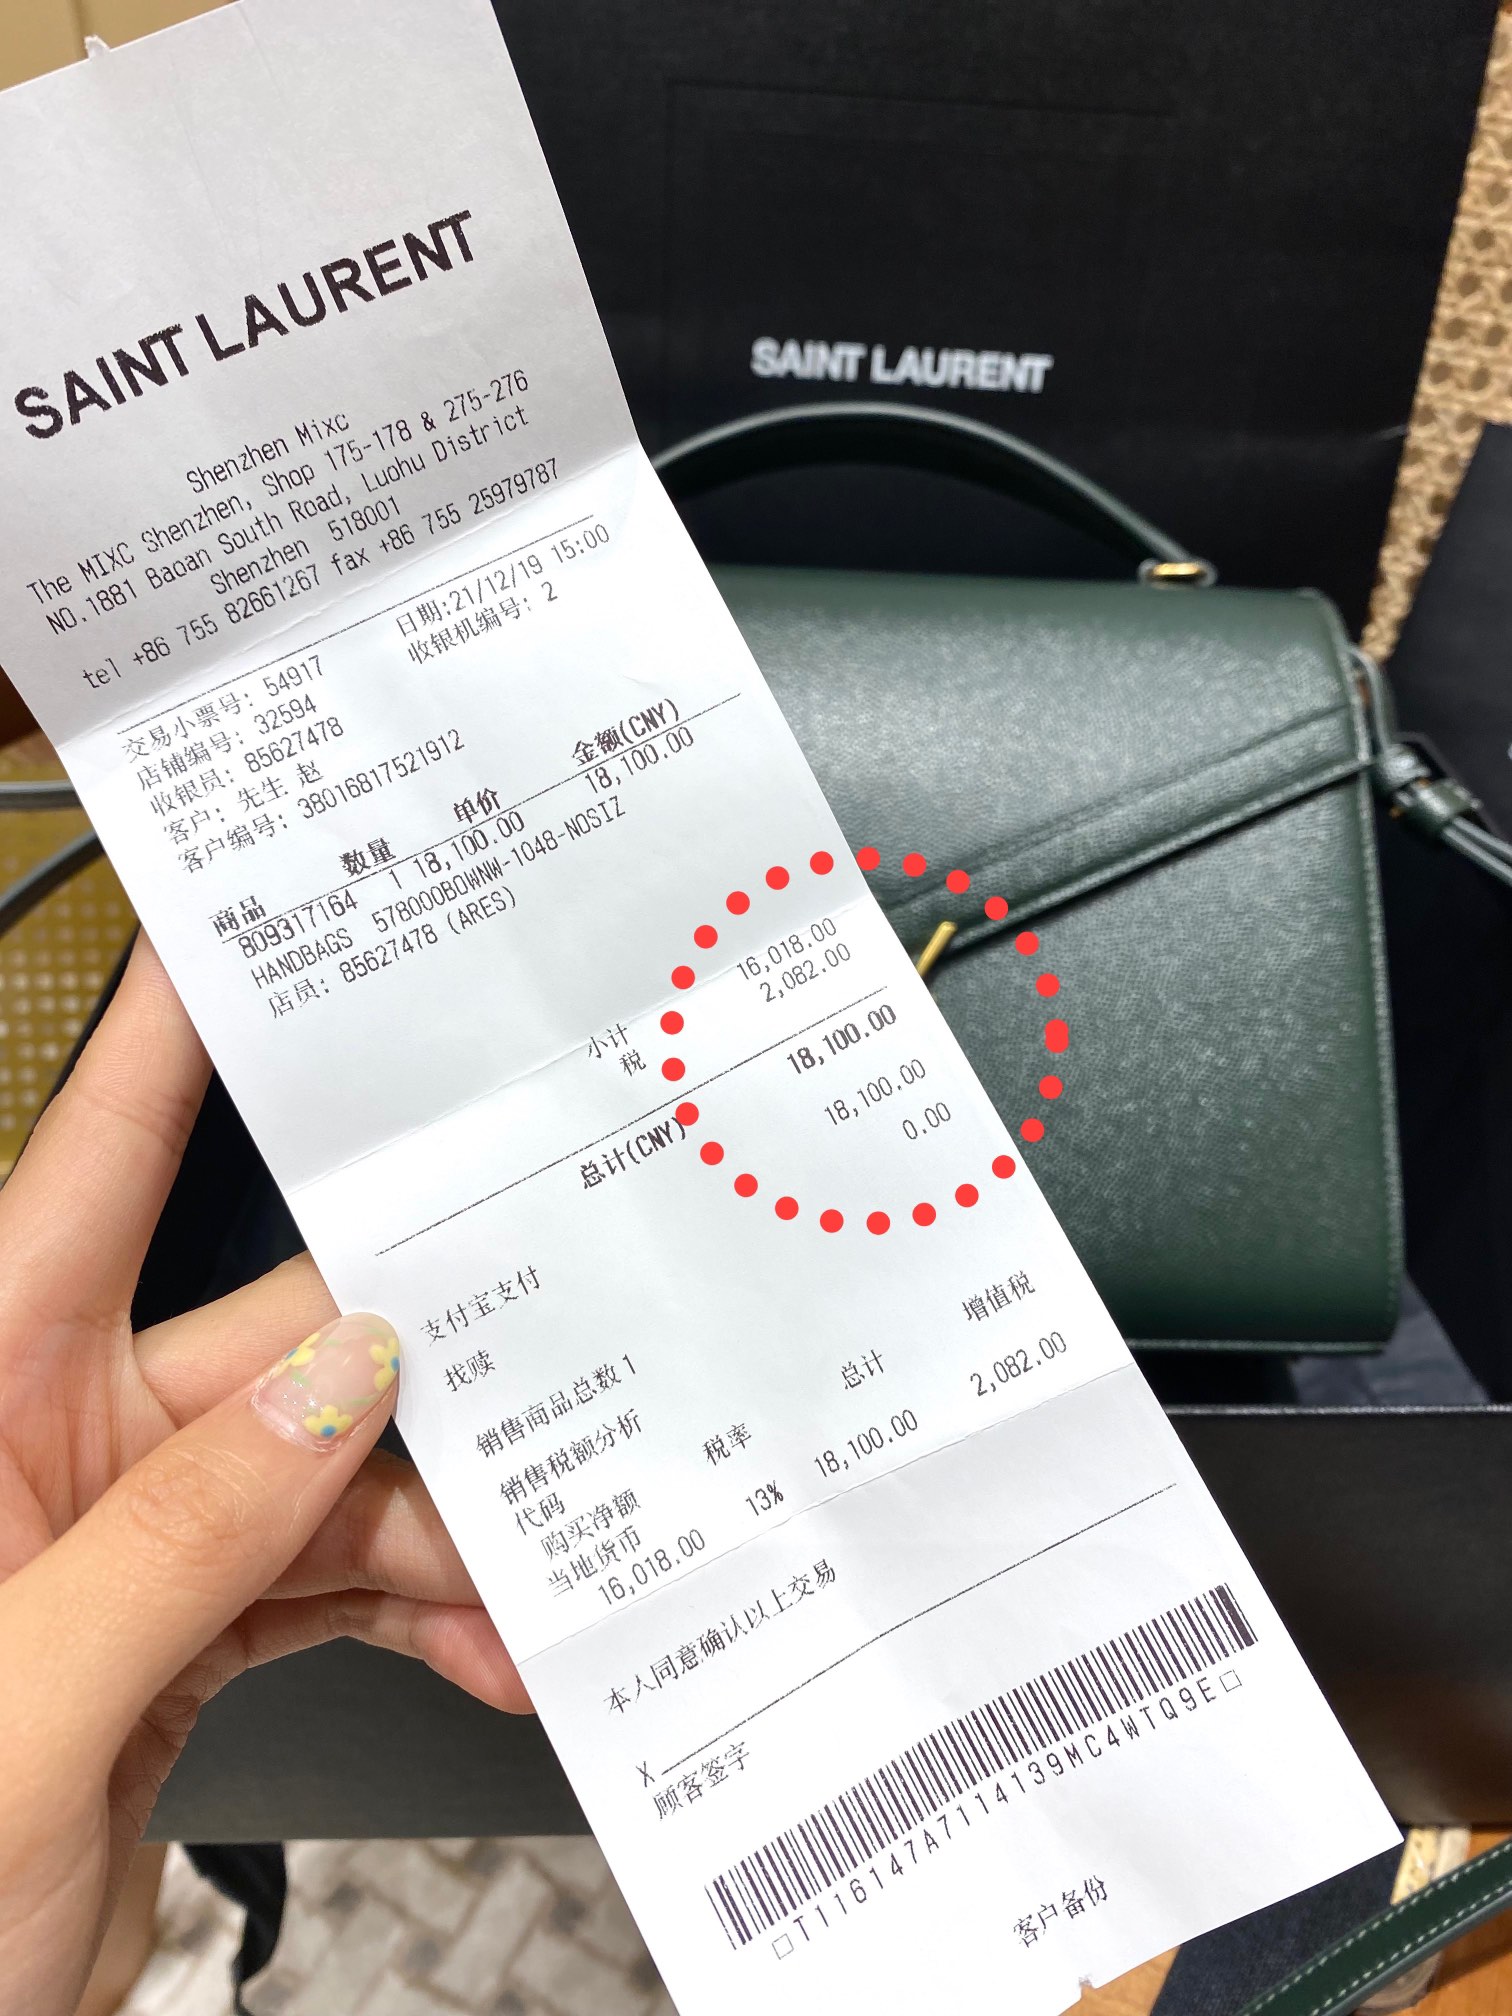 SAINT LAURENT
SAINT LAURENT
Shenzhen Mixc
The MIXC Shenzhen, Shop 175-178 & 275-276
NO.1881 Baoan South Road, Luohu District
Shenzhen 518001
tel +86 755 82661267 fax +86 755 25979787
交易小票号: 54917 日期:21/12/19 15:00
店铺编号: 32594 收银机编号: 2
收银员: 85627478
客户: 先生 赵
客户编号: 38016817521912
商品 数量 单价 金额(CNY)
809317164 1 18,100.00 18,100.00
HANDBAGS 578000BOWNW-1048-NOSIZ
店员: 85627478 (ARES)
小计 16,018.00
税 2,082.00
总计(CNY) 18,100.00
支付宝支付 18,100.00
找赎 0.00
销售商品总数 1
销售税额分析
代码 税率 总计 增值税
购买净额 13% 18,100.00 2,082.00
当地货币
16,018.00
本人同意确认以上交易
X
顾客签字
T116147A7114139MC4WTQ9E
客户备份